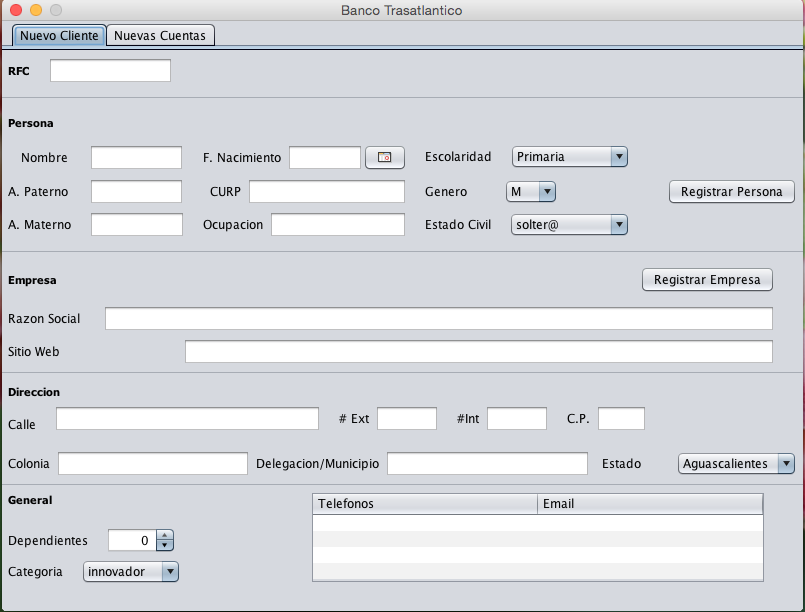 Banco Trasatlantico
Nuevo Cliente Nuevas Cuentas
RFC
Persona
Nombre F. Nacimiento Escolaridad Primaria
A. Paterno CURP Genero M Registrar Persona
A. Materno Ocupacion Estado Civil solter@
Empresa Registrar Empresa
Razon Social
Sitio Web
Direccion
Calle # Ext #Int C.P.
Colonia Delegacion/Municipio Estado Aguascalientes
General
Telefonos Email
Dependientes 0
Categoria innovador